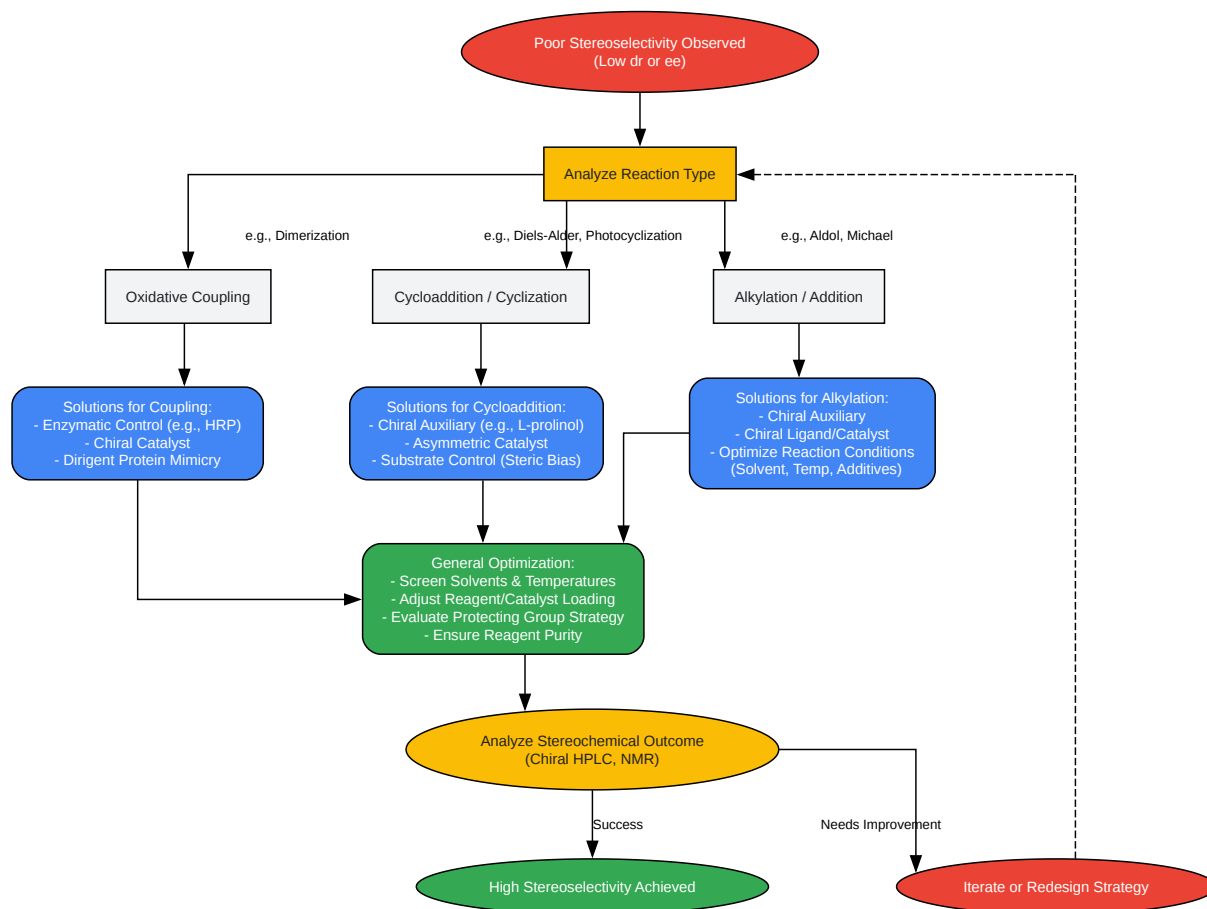 Poor Stereoselectivity Observed
(Low dr or ee)
Analyze Reaction Type
e.g., Dimerization
e.g., Diels-Alder, Photocyclization
e.g., Aldol, Michael
Oxidative Coupling
Cycloaddition / Cyclization
Alkylation / Addition
Solutions for Coupling:
- Enzymatic Control (e.g., HRP)
- Chiral Catalyst
- Dirigent Protein Mimicry
Solutions for Cycloaddition:
- Chiral Auxiliary (e.g., L-prolinol)
- Asymmetric Catalyst
- Substrate Control (Steric Bias)
Solutions for Alkylation:
- Chiral Auxiliary
- Chiral Ligand/Catalyst
- Optimize Reaction Conditions
(Solvent, Temp, Additives)
General Optimization:
- Screen Solvents & Temperatures
- Adjust Reagent/Catalyst Loading
- Evaluate Protecting Group Strategy
- Ensure Reagent Purity
Analyze Stereochemical Outcome
(Chiral HPLC, NMR)
Success
Needs Improvement
High Stereoselectivity Achieved
Iterate or Redesign Strategy